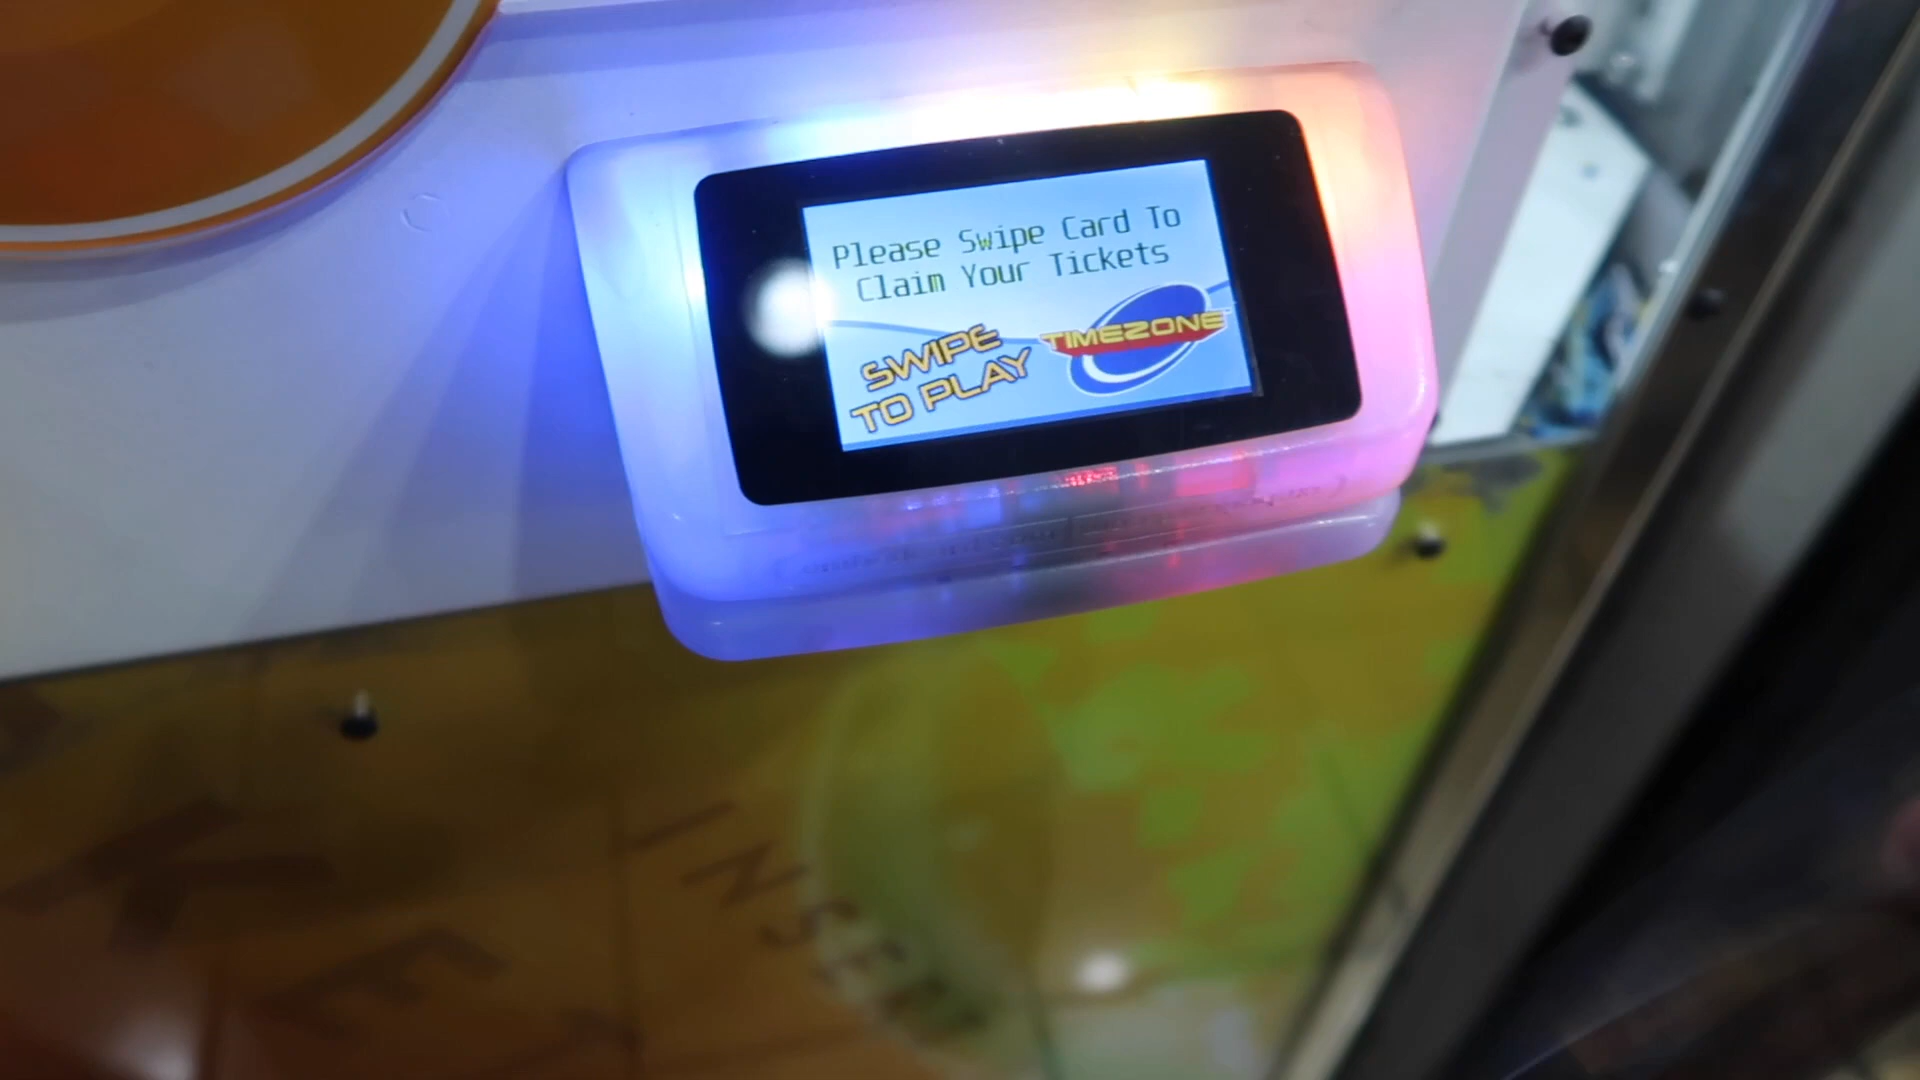 Please Swipe Card To
Claim Your Tickets
SWIPE
TO PLAY
TIMEZONE